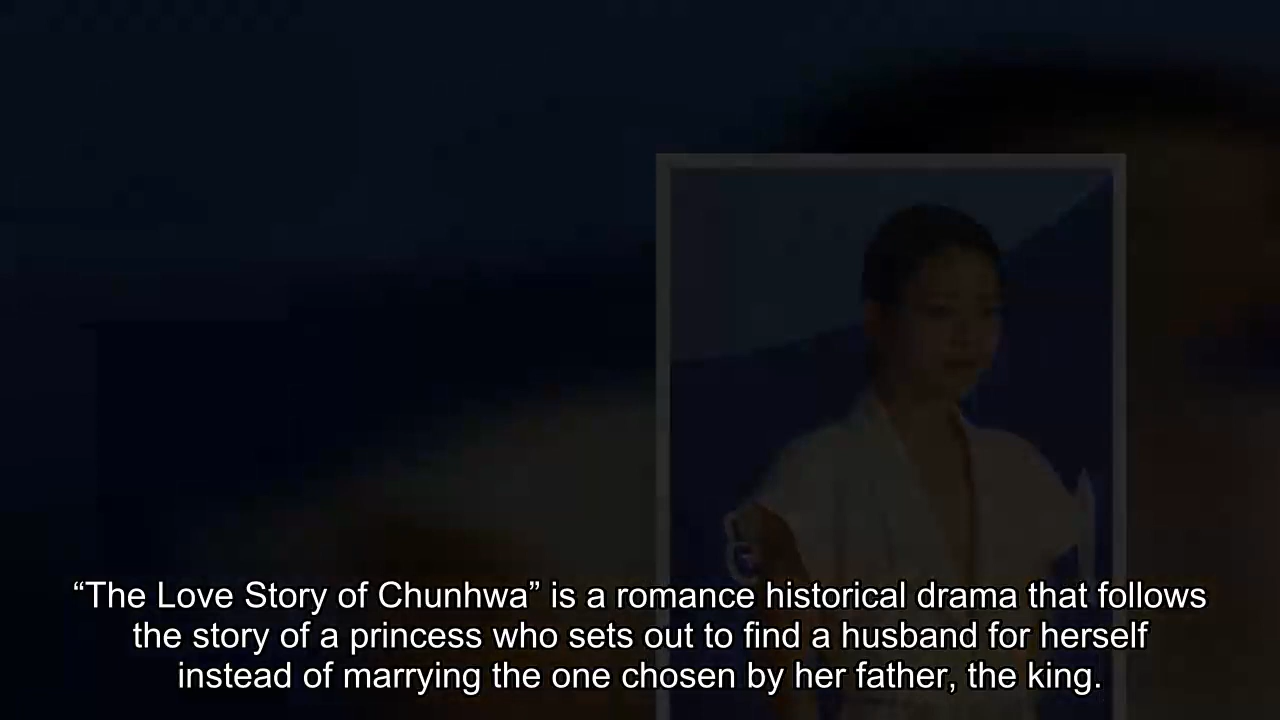 “The Love Story of Chunhwa” is a romance historical drama that follows
the story of a princess who sets out to find a husband for herself
instead of marrying the one chosen by her father, the king.